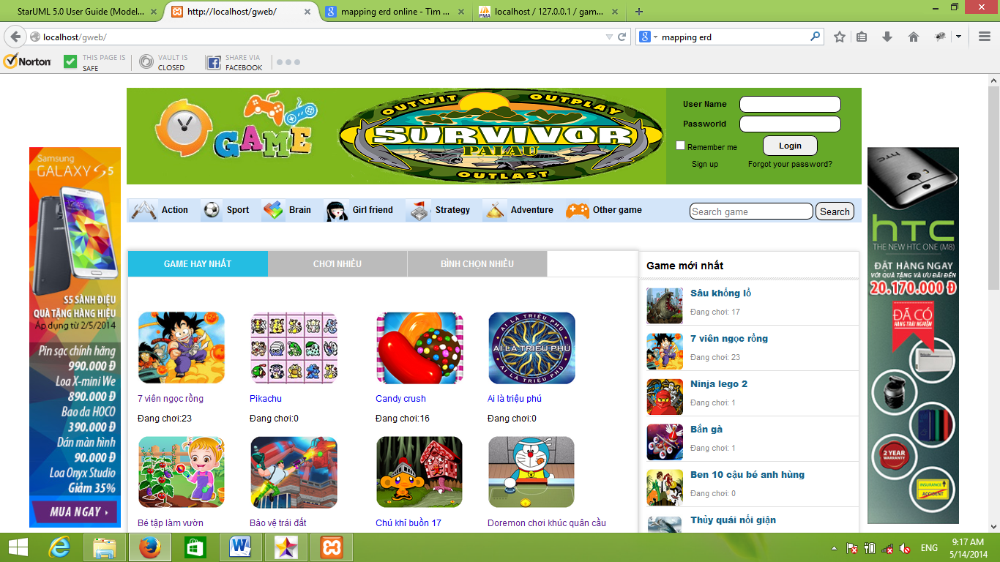 StarUML 5.0 User Guide (Model...
http://localhost/gweb/
mapping erd online - Tìm ...
localhost / 127.0.0.1 / gam...
localhost/gweb/
mapping erd
Norton
THIS PAGE IS
SAFE
VAULT IS
CLOSED
SHARE VIA
FACEBOOK
GAME
OUTWIT OUTPLAY
SURVIVOR
PALAU
OUTLAST
User Name
Password
Remember me
Login
Sign up
Forgot your password?
Action
Sport
Brain
Girl friend
Strategy
Adventure
Other game
Search game
Search
Samsung
GALAXY S5
S5 SÀNH ĐIỆU
QUÀ TẶNG HÀNG HIỆU
Áp dụng từ 2/5/2014
Pin sạc chính hãng
990.000 Đ
Loa X-mini We
890.000 Đ
Bao da HOCO
390.000 Đ
Dán màn hình
90.000 Đ
Loa Onyx Studio
Giảm 35%
MUA NGAY
GAME HAY NHẤT
CHƠI NHIỀU
BÌNH CHỌN NHIỀU
AI LÀ TRIỆU PHÚ
AI LÀ TRIỆU PHÚ
AI LÀ TRIỆU PHÚ
7 viên ngọc rồng
Pikachu
Candy crush
Ai là triệu phú
Đang chơi:23
Đang chơi:0
Đang chơi:16
Đang chơi:0
Bé tập làm vườn
Bảo vệ trái đất
Chú khỉ buồn 17
Doremon chơi khúc quân cầu
Game mới nhất
Sâu khổng lồ
Đang chơi: 17
7 viên ngọc rồng
Đang chơi: 23
Ninja lego 2
Đang chơi: 1
Bắn gà
Đang chơi: 1
Ben 10 cậu bé anh hùng
Đang chơi: 0
Thủy quái nổi giận
htc
hTC
THE NEW HTC ONE (M8)
ĐẶT HÀNG NGAY
VỚI QUÀ TẶNG VÀ ƯU ĐÃI ĐẾN
20.170.000 Đ
ĐÃ CÓ
HÀNG TRẢI NGHIỆM
2 YEAR
WARRANTY
INSURANCE
ACCIDENT
ENG
9:17 AM
5/14/2014